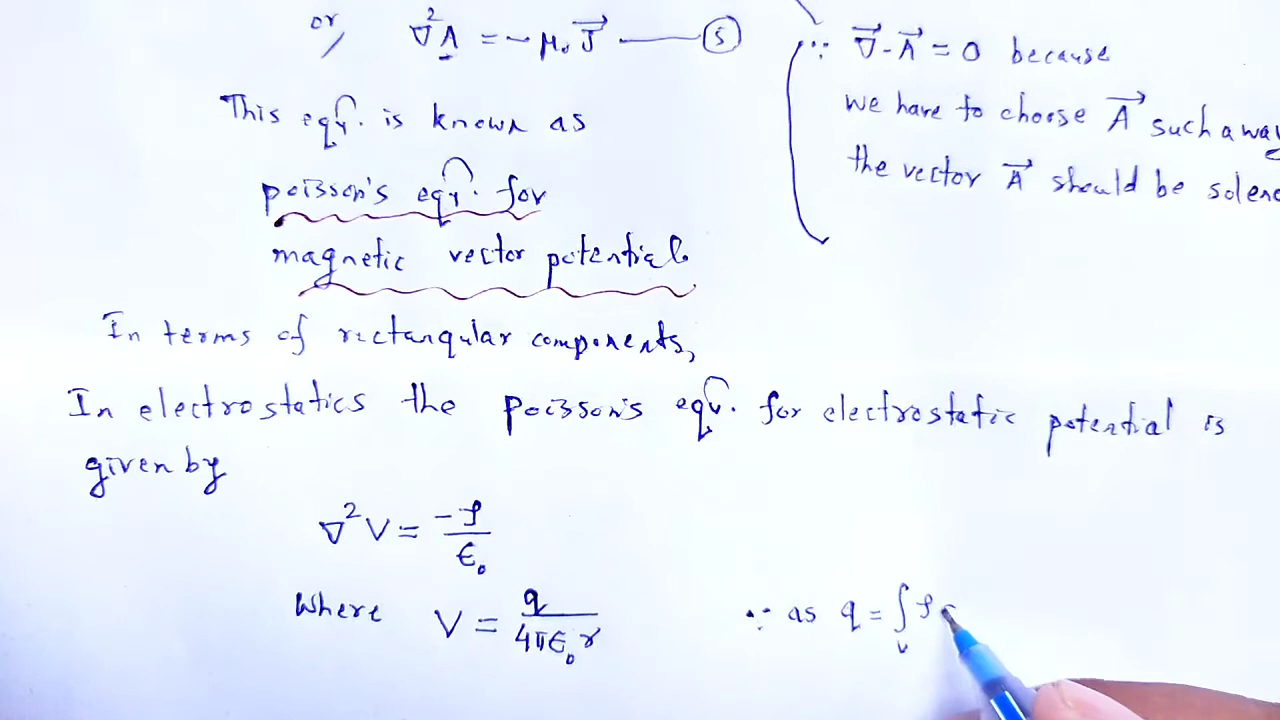 or, ∇²A = -μ₀J⃗ ——— ⑤
This eqn. is known as
poisson's eqn. for
magnetic vector potential
∵ ∇⃗.A⃗ = 0 because
we have to choose A⃗ such a way
the vector A⃗ should be soleno
In terms of rectangular components,
In electrostatics the poisson's eqn. for electrostatic potential is
given by
∇²V = -ρ/ϵ₀
Where V = q/4πϵ₀r ∵ as q = ∫ᵥ ρ